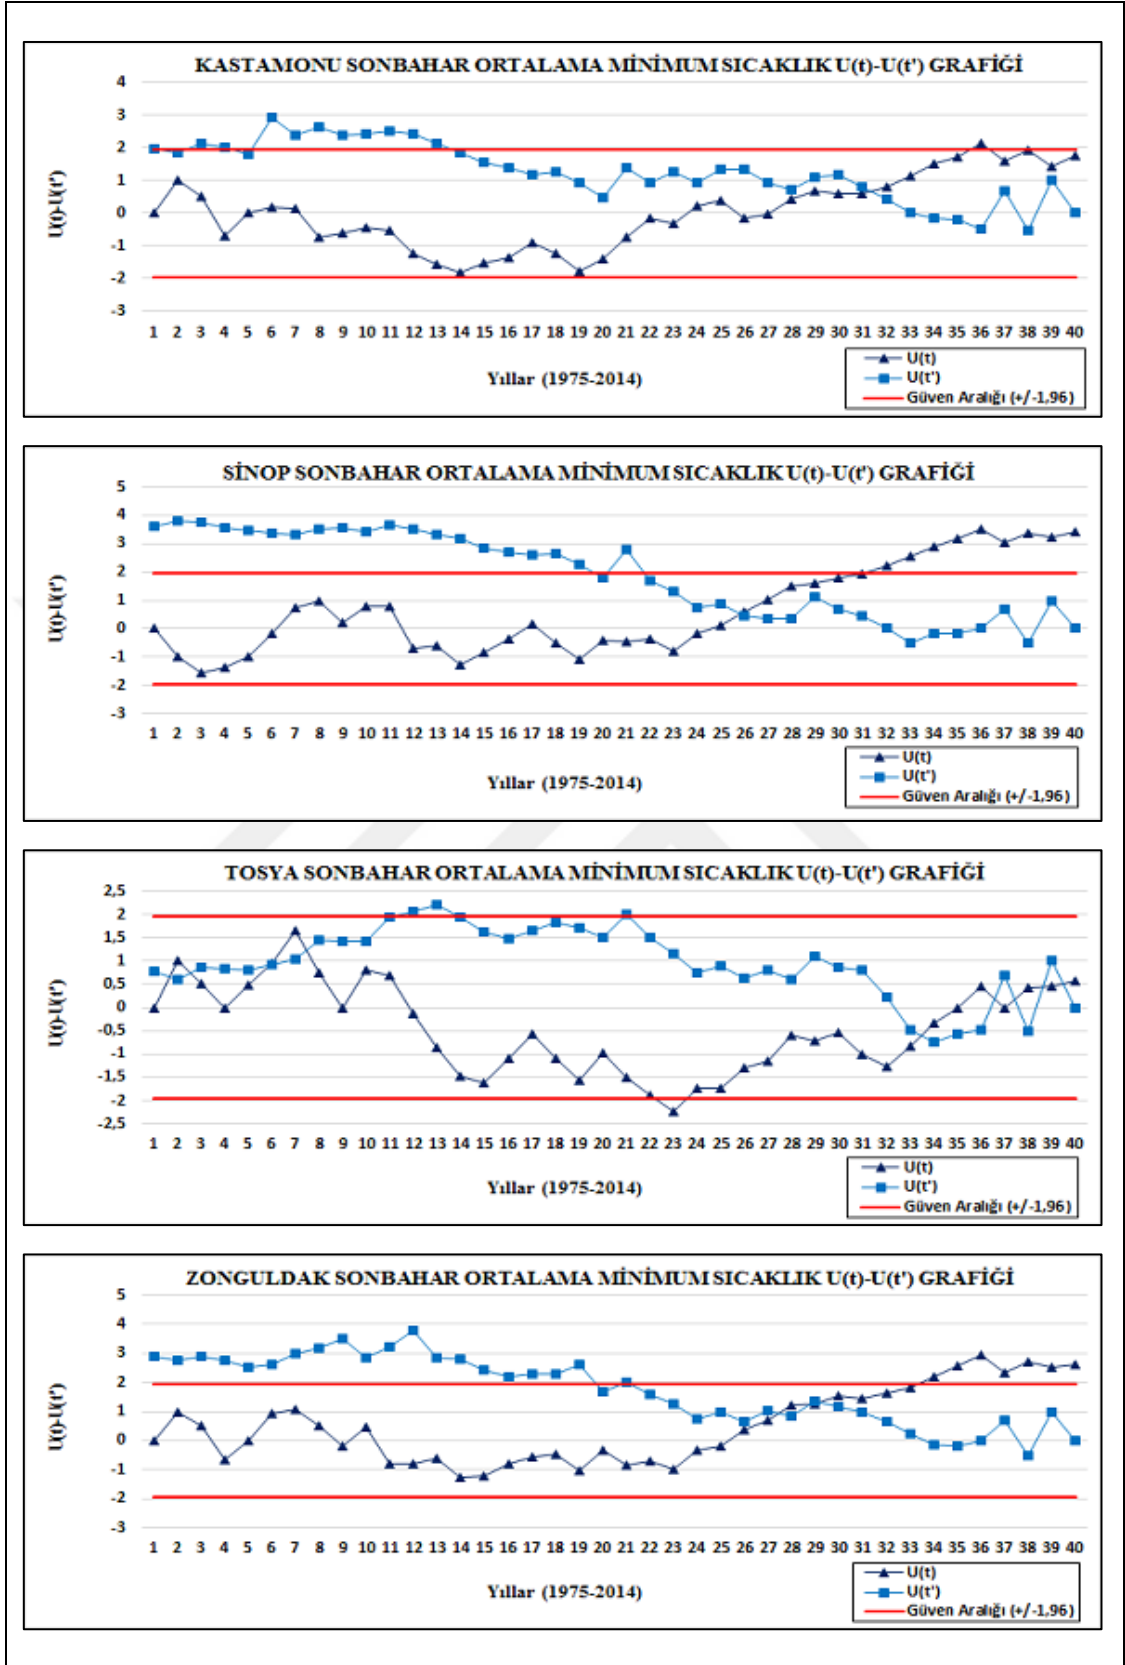 KASTAMONU SONBAHAR ORTALAMA MİNİMUM SICAKLIK U(t)-U(t') GRAFİĞİ
4
3
2
1
0
-1
-2
-3
U(t)-U(t')
1 2 3 4 5 6 7 8 9 10 11 12 13 14 15 16 17 18 19 20 21 22 23 24 25 26 27 28 29 30 31 32 33 34 35 36 37 38 39 40
Yıllar (1975-2014)
U(t)
U(t')
Güven Aralığı (+/-1,96)
SİNOP SONBAHAR ORTALAMA MİNİMUM SICAKLIK U(t)-U(t') GRAFİĞİ
5
4
3
2
1
0
-1
-2
-3
U(t)-U(t')
1 2 3 4 5 6 7 8 9 10 11 12 13 14 15 16 17 18 19 20 21 22 23 24 25 26 27 28 29 30 31 32 33 34 35 36 37 38 39 40
Yıllar (1975-2014)
U(t)
U(t')
Güven Aralığı (+/-1,96)
TOSYA SONBAHAR ORTALAMA MİNİMUM SICAKLIK U(t)-U(t') GRAFİĞİ
2,5
2
1,5
1
0,5
0
-0,5
-1
-1,5
-2
-2,5
U(t)-U(t')
1 2 3 4 5 6 7 8 9 10 11 12 13 14 15 16 17 18 19 20 21 22 23 24 25 26 27 28 29 30 31 32 33 34 35 36 37 38 39 40
Yıllar (1975-2014)
U(t)
U(t')
Güven Aralığı (+/-1,96)
ZONGULDAK SONBAHAR ORTALAMA MİNİMUM SICAKLIK U(t)-U(t') GRAFİĞİ
5
4
3
2
1
0
-1
-2
-3
U(t)-U(t')
1 2 3 4 5 6 7 8 9 10 11 12 13 14 15 16 17 18 19 20 21 22 23 24 25 26 27 28 29 30 31 32 33 34 35 36 37 38 39 40
Yıllar (1975-2014)
U(t)
U(t')
Güven Aralığı (+/-1,96)